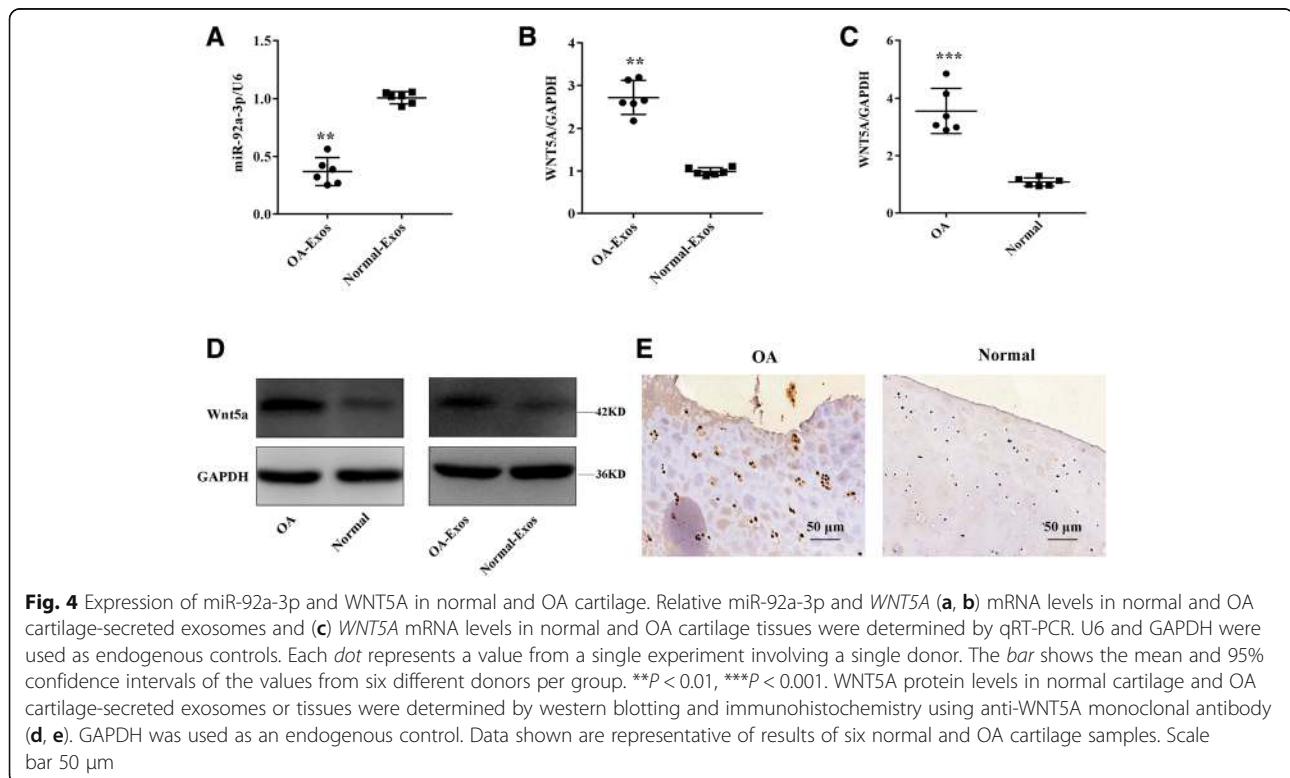 A
miR-92a-3p/U6
1.5
1.0
0.5
0.0
**
OA-Exos
Normal-Exos
B
WNT5A/GAPDH
4
3
2
1
0
**
OA-Exos
Normal-Exos
C
WNT5A/GAPDH
6
4
2
0
***
OA
Normal
D
Wnt5a
42KD
GAPDH
36KD
OA
Normal
OA-Exos
Normal-Exos
E
OA
Normal
50 μm
50 μm
Fig. 4 Expression of miR-92a-3p and WNT5A in normal and OA cartilage. Relative miR-92a-3p and WNT5A (a, b) mRNA levels in normal and OA
cartilage-secreted exosomes and (c) WNT5A mRNA levels in normal and OA cartilage tissues were determined by qRT-PCR. U6 and GAPDH were
used as endogenous controls. Each dot represents a value from a single experiment involving a single donor. The bar shows the mean and 95%
confidence intervals of the values from six different donors per group. **P < 0.01, ***P < 0.001. WNT5A protein levels in normal cartilage and OA
cartilage-secreted exosomes or tissues were determined by western blotting and immunohistochemistry using anti-WNT5A monoclonal antibody
(d, e). GAPDH was used as an endogenous control. Data shown are representative of results of six normal and OA cartilage samples. Scale
bar 50 μm